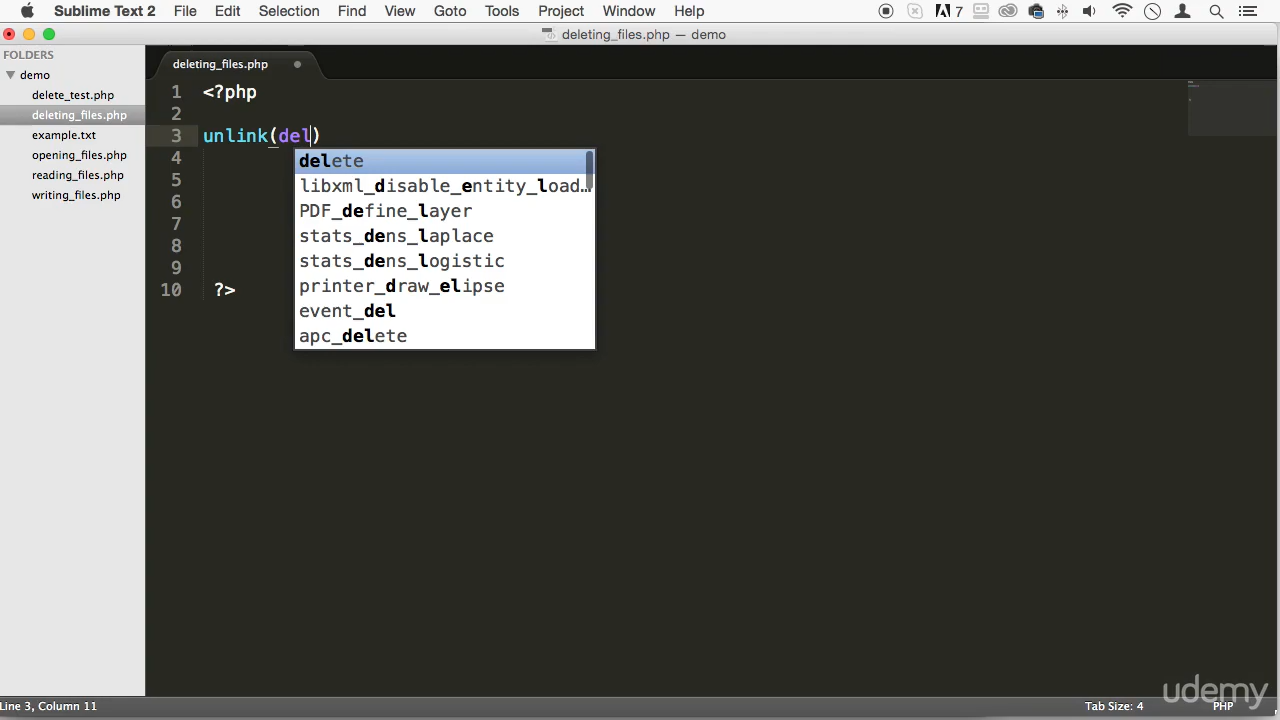 Sublime Text 2 File Edit Selection Find View Goto Tools Project Window Help 7
deleting_files.php — demo
FOLDERS
demo
delete_test.php
deleting_files.php
example.txt
opening_files.php
reading_files.php
writing_files.php
deleting_files.php
1 <?php
2
3 unlink(del)
4
5
6
7
8
9
10 ?>
delete
libxml_disable_entity_load…
PDF_define_layer
stats_dens_laplace
stats_dens_logistic
printer_draw_elipse
event_del
apc_delete
udemy
Line 3, Column 11 Tab Size: 4 PHP